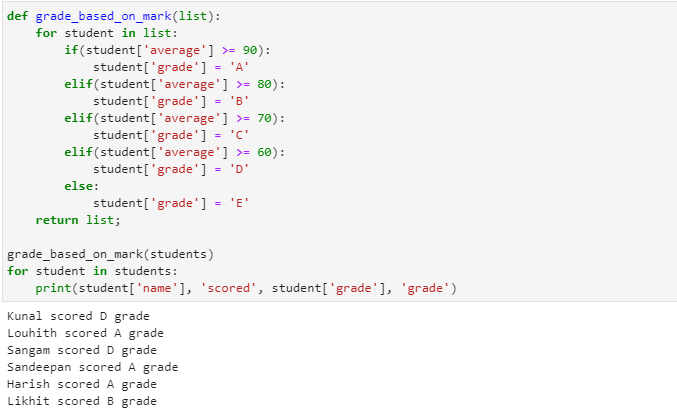 def grade_based_on_mark(list):
    for student in list:
        if(student['average'] >= 90):
            student['grade'] = 'A'
        elif(student['average'] >= 80):
            student['grade'] = 'B'
        elif(student['average'] >= 70):
            student['grade'] = 'C'
        elif(student['average'] >= 60):
            student['grade'] = 'D'
        else:
            student['grade'] = 'E'
    return list;

grade_based_on_mark(students)
for student in students:
    print(student['name'], 'scored', student['grade'], 'grade')
Kunal scored D grade
Louhith scored A grade
Sangam scored D grade
Sandeepan scored A grade
Harish scored A grade
Likhit scored B grade